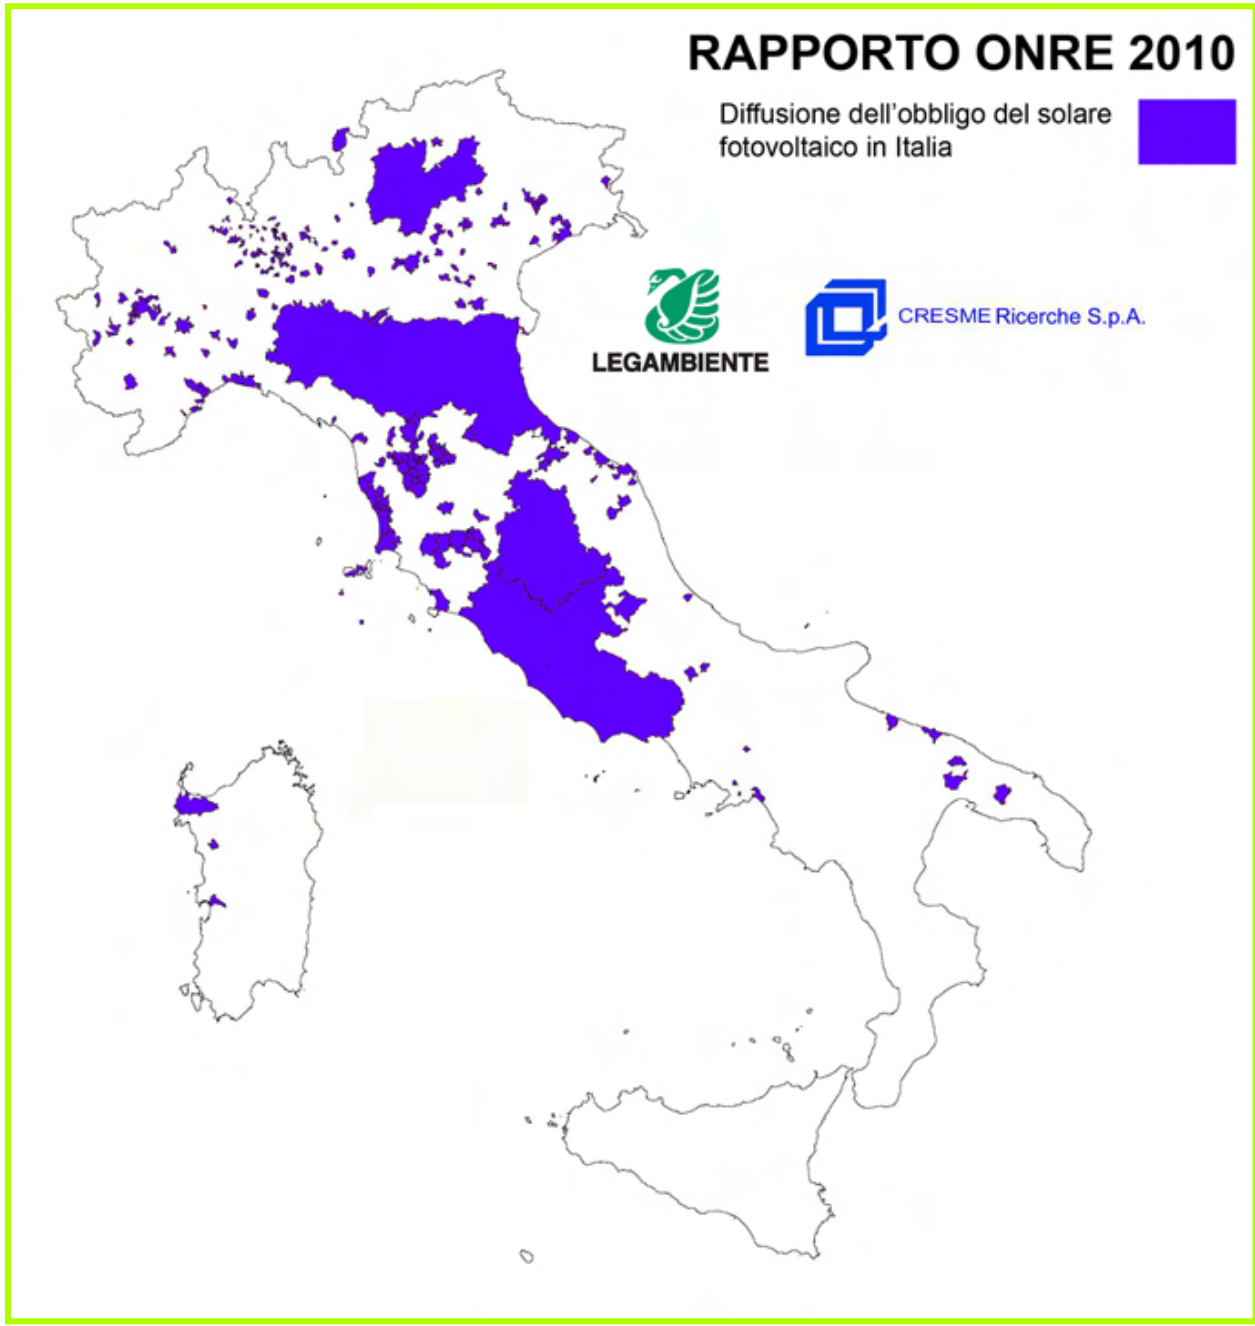 RAPPORTO ONRE 2010
Diffusione dell'obbligo del solare
fotovoltaico in Italia
LEGAMBIENTE
CRESME Ricerche S.p.A.